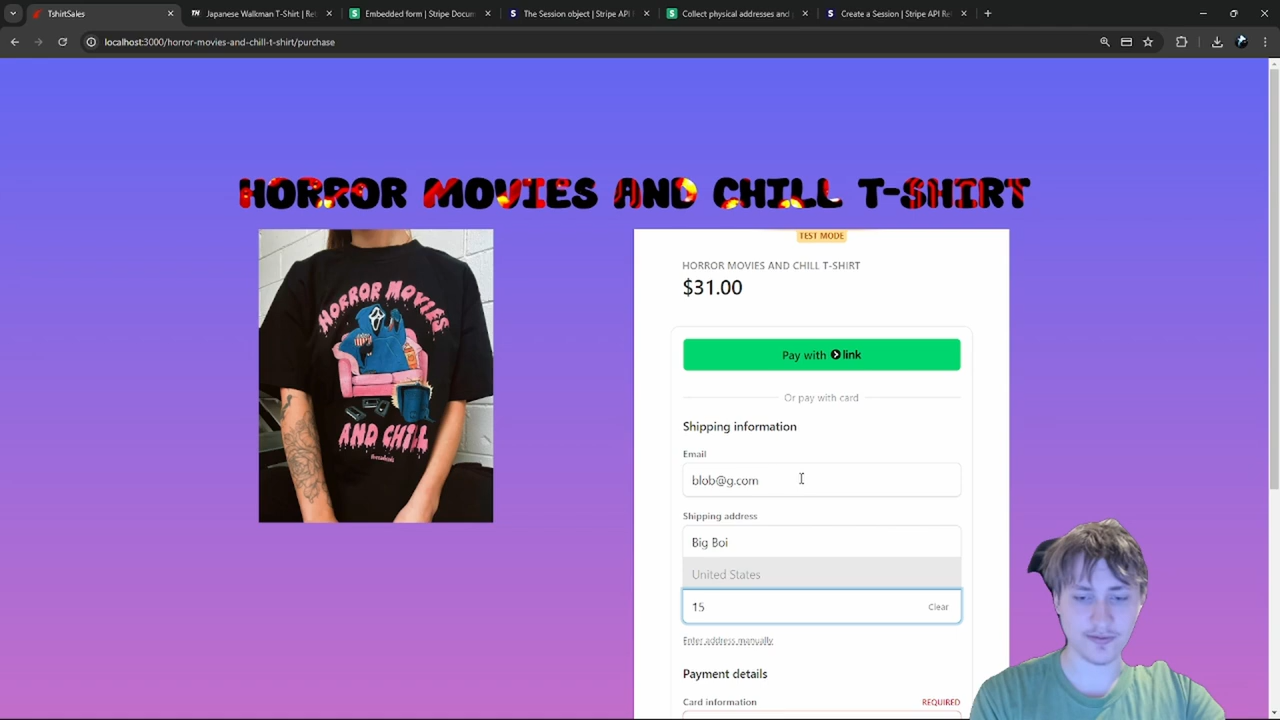 TshirtSales
Japanese Walkman T-Shirt | Re
Embedded form | Stripe Docum
The Session object | Stripe API
Collect physical addresses and p
Create a Session | Stripe API Re
localhost:3000/horror-movies-and-chill-t-shirt/purchase
HORROR MOVIES AND CHILL T-SHIRT
HORROR MOVIES
AND CHILL
TEST MODE
HORROR MOVIES AND CHILL T-SHIRT
$31.00
Pay with link
Or pay with card
Shipping information
Email
blob@g.com
Shipping address
Big Boi
United States
15
Clear
Enter address manually
Payment details
Card information
REQUIRED